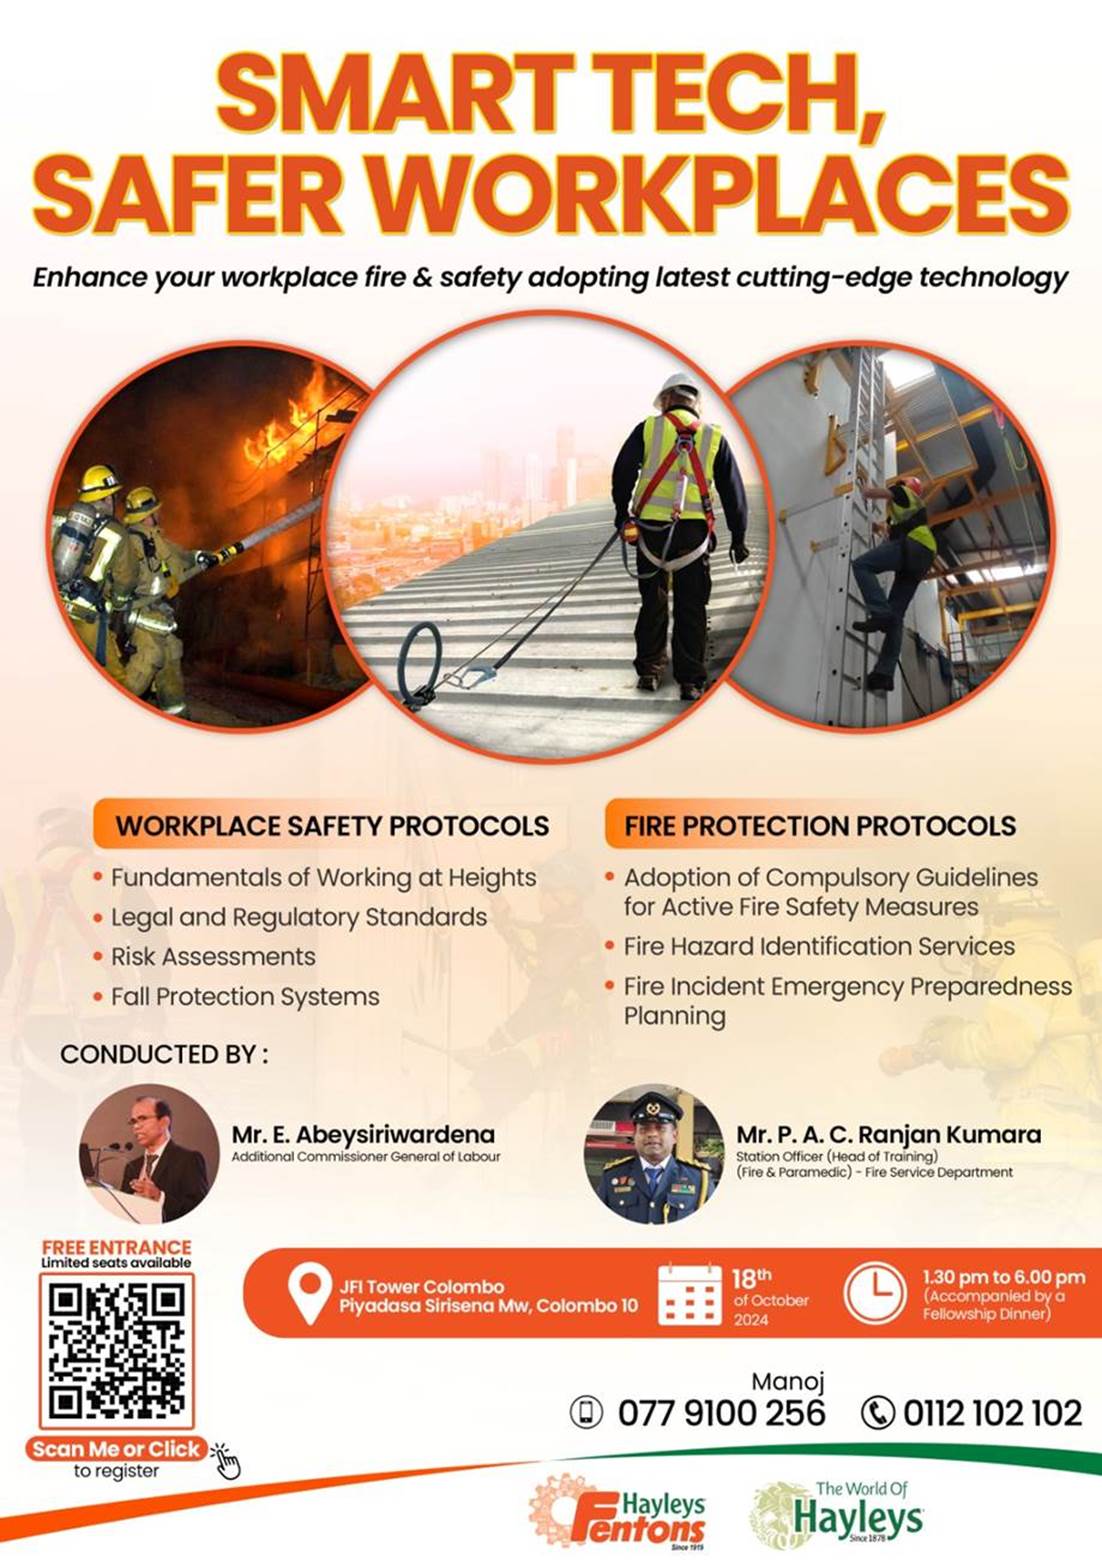 SMART TECH,
SAFER WORKPLACES
Enhance your workplace fire & safety adopting latest cutting-edge technology
WORKPLACE SAFETY PROTOCOLS
• Fundamentals of Working at Heights
• Legal and Regulatory Standards
• Risk Assessments
• Fall Protection Systems
FIRE PROTECTION PROTOCOLS
• Adoption of Compulsory Guidelines
for Active Fire Safety Measures
• Fire Hazard Identification Services
• Fire Incident Emergency Preparedness
Planning
CONDUCTED BY :
Mr. E. Abeysiriwardena
Additional Commissioner General of Labour
Mr. P. A. C. Ranjan Kumara
Station Officer (Head of Training)
(Fire & Paramedic) - Fire Service Department
FREE ENTRANCE
Limited seats available
Scan Me or Click
to register
JFI Tower Colombo
Piyadasa Sirisena Mw, Colombo 10
18th
of October
2024
1.30 pm to 6.00 pm
(Accompanied by a
Fellowship Dinner)
Manoj
077 9100 256
0112 102 102
Hayleys
Fentons
Since 1919
The World Of
Hayleys
Since 1878